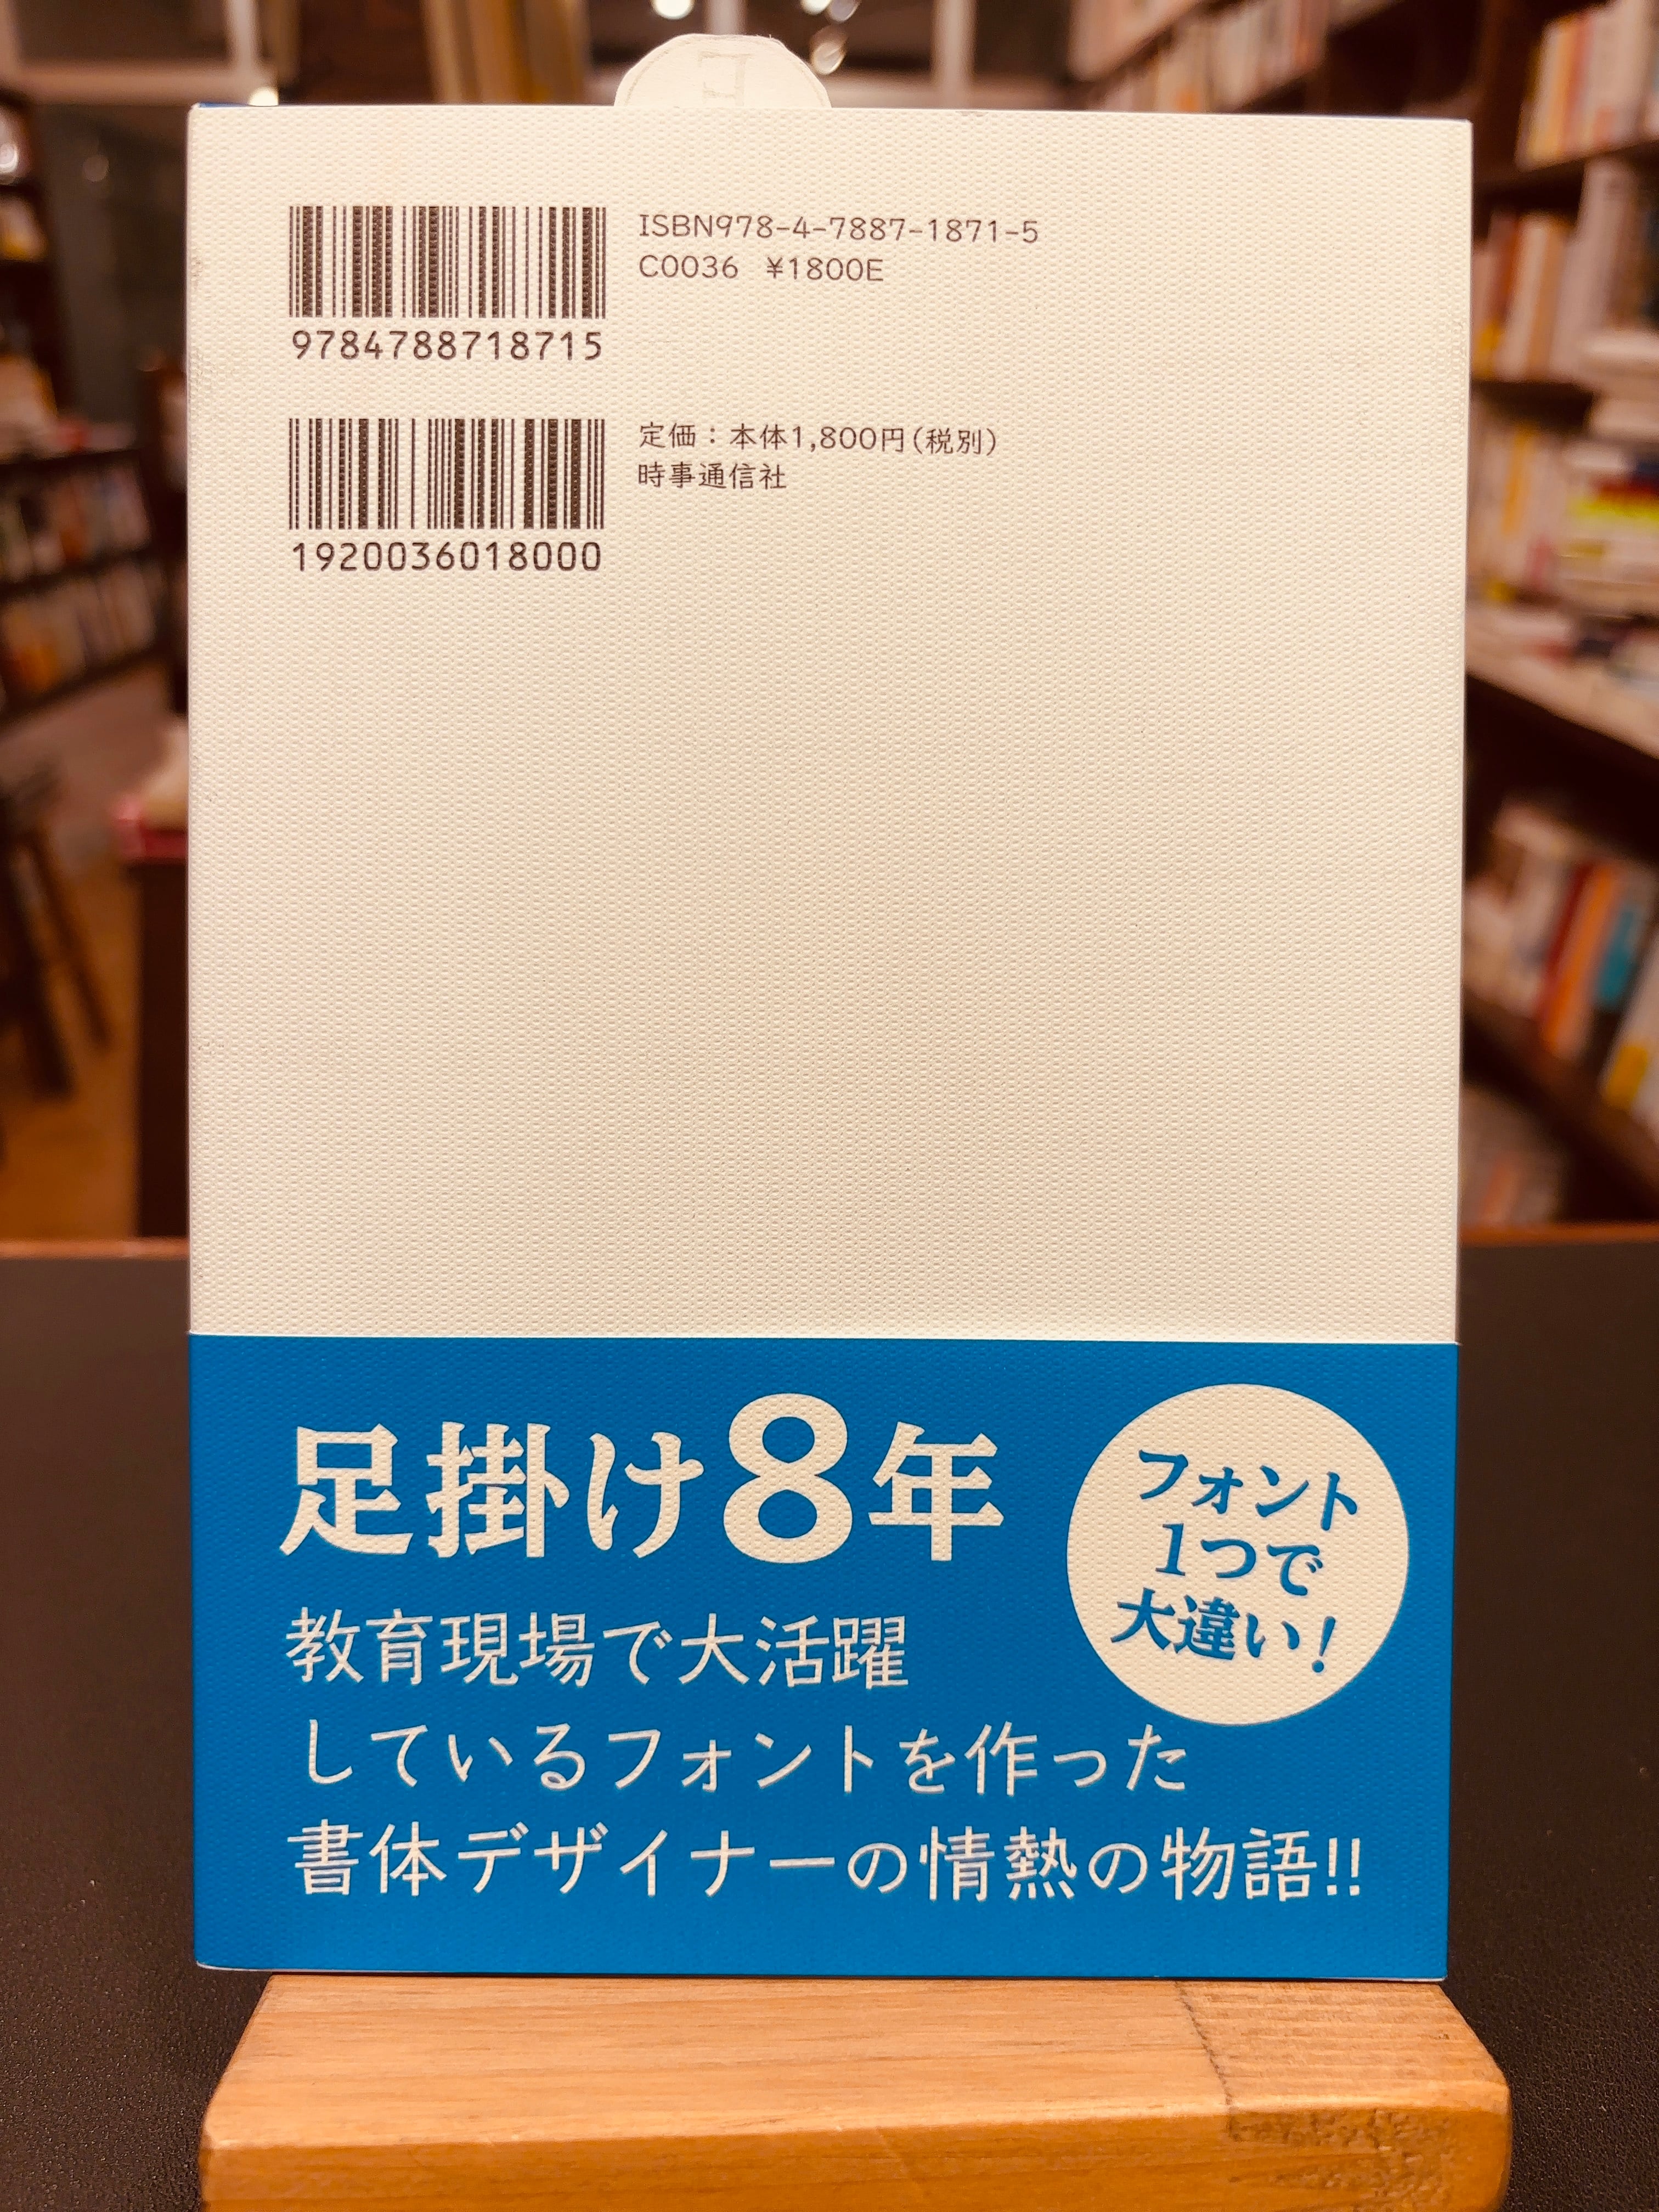 ISBN978-4-7887-1871-5
C0036 ¥1800E
9784788718715
定価：本体1,800円（税別）
時事通信社
1920036018000
足掛け8年
教育現場で大活躍
しているフォントを作った
書体デザイナーの情熱の物語!!
フォント
1つで
大違い！